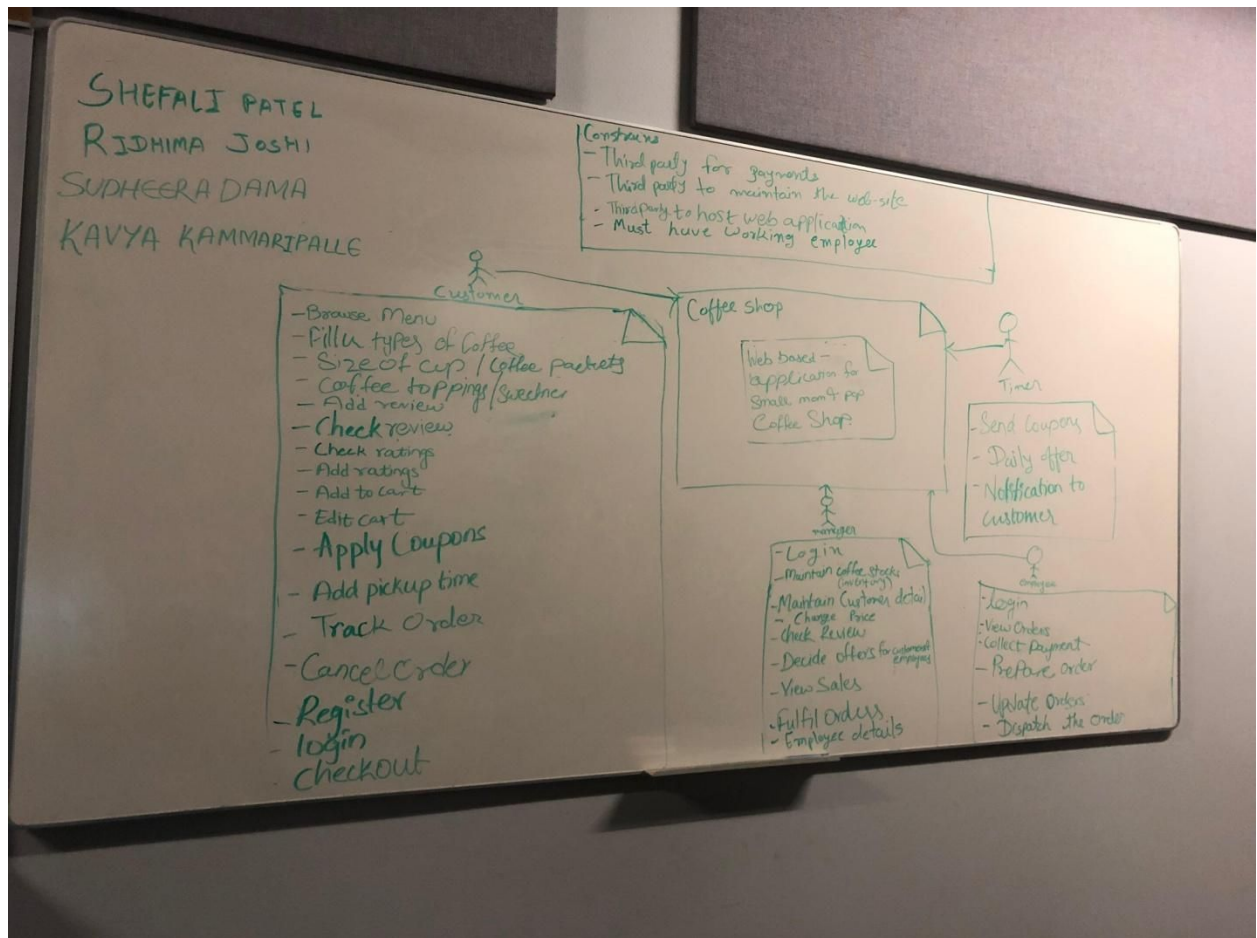 SHEFALI PATEL
RIDHIMA JOSHI
SUDHEERA DAMA
KAVYA KAMMARIPALLE
Constrains
- Third party for payments
- Third party to maintain the web-site
- Third party to host web application
- Must have working employee
Customer
- Browse Menu
- Filter types of Coffee
- Size of cup / Coffee packets
- Coffee toppings/Sweetner
- Add review
- Check review
- Check ratings
- Add ratings
- Add to cart
- Edit cart
- Apply Coupons
- Add pickup time
- Track Order
- Cancel Order
- Register
- login
- checkout
Coffee shop
Web based -
application for
Small mom & pop
Coffee Shop.
Timer
- Send Coupons
- Daily offer
- Notification to
customer
manager
- Login
- Maintain coffee stocks
(inventory)
- Maintain Customer detail
- Change Price
- Check Review
- Decide offers for customers &
employees
- View Sales
- Fulfil Orders
- Employee details
employee
- login
- View Orders
- Collect payment
- Prepare order
- Update Orders
- Dispatch the order